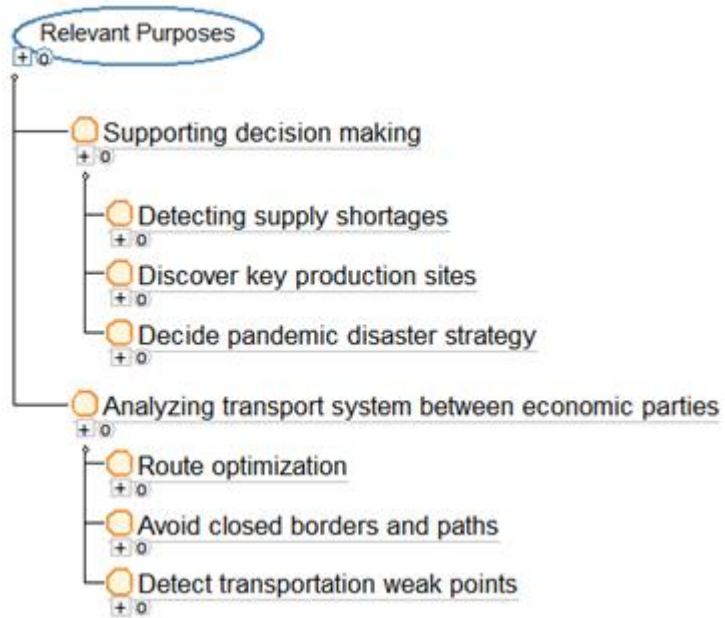 Relevant Purposes
+ o
Supporting decision making
+ o
Detecting supply shortages
+ o
Discover key production sites
+ o
Decide pandemic disaster strategy
+ o
Analyzing transport system between economic parties
+ o
Route optimization
+ o
Avoid closed borders and paths
+ o
Detect transportation weak points
+ o